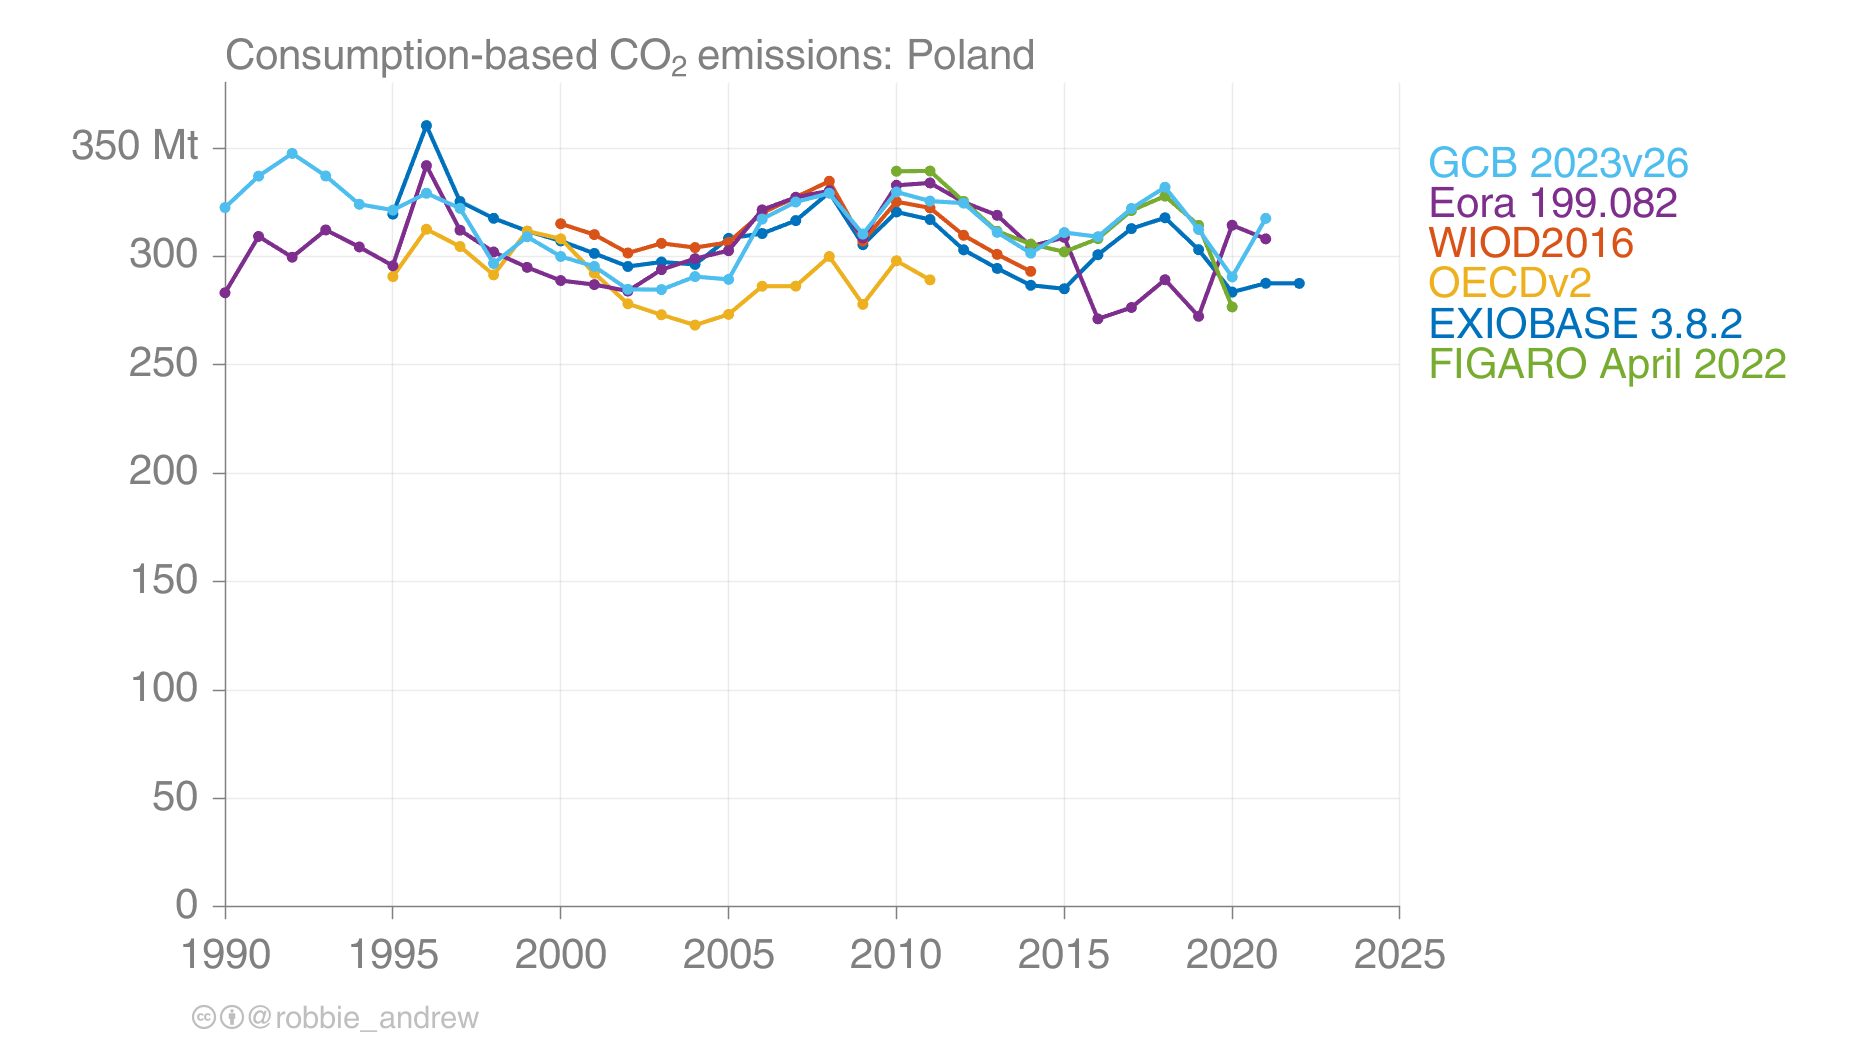 Consumption-based CO₂ emissions: Poland
350 Mt
300
250
200
150
100
50
0
1990 1995 2000 2005 2010 2015 2020 2025
GCB 2023v26
Eora 199.082
WIOD2016
OECDv2
EXIOBASE 3.8.2
FIGARO April 2022
cc @robbie_andrew